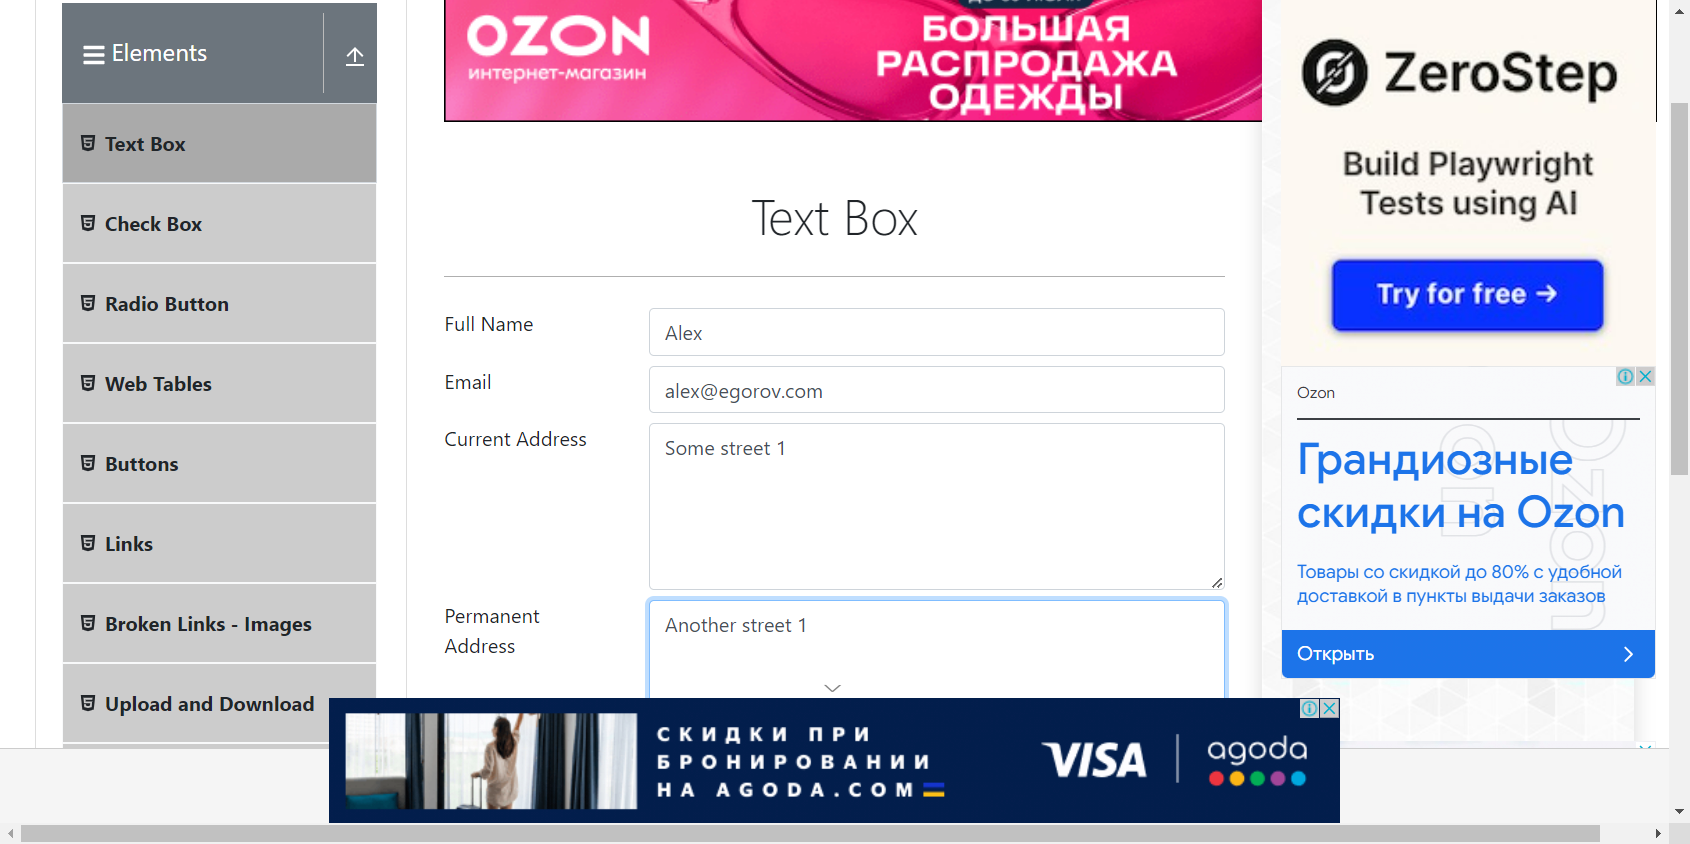 Elements
Text Box
Check Box
Radio Button
Web Tables
Buttons
Links
Broken Links - Images
Upload and Download
OZON
интернет-магазин
БОЛЬШАЯ
РАСПРОДАЖА
ОДЕЖДЫ
Text Box
Full Name
Alex
Email
alex@egorov.com
Current Address
Some street 1
Permanent
Address
Another street 1
ZeroStep
Build Playwright
Tests using AI
Try for free →
Ozon
Грандиозные
скидки на Ozon
Товары со скидкой до 80% с удобной
доставкой в пункты выдачи заказов
Открыть
СКИДКИ ПРИ
БРОНИРОВАНИИ
НА AGODA.COM
VISA
agoda